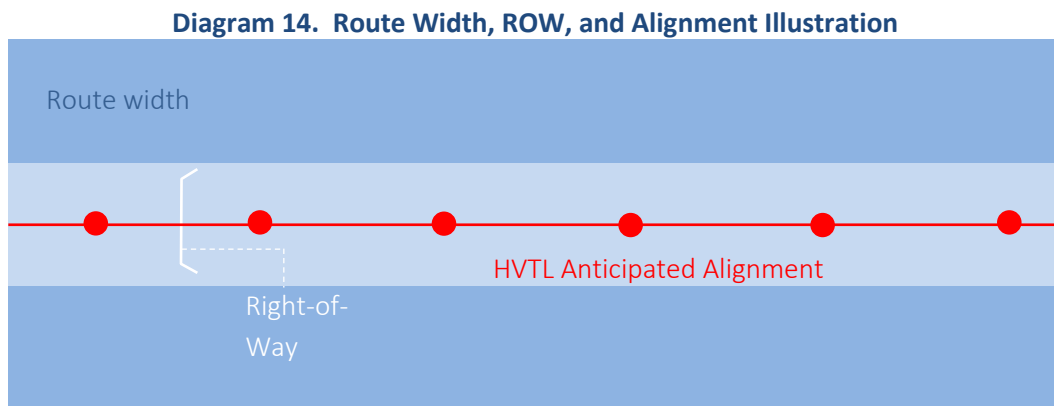 Diagram 14. Route Width, ROW, and Alignment Illustration
Route width
HVTL Anticipated Alignment
Right-of-
Way